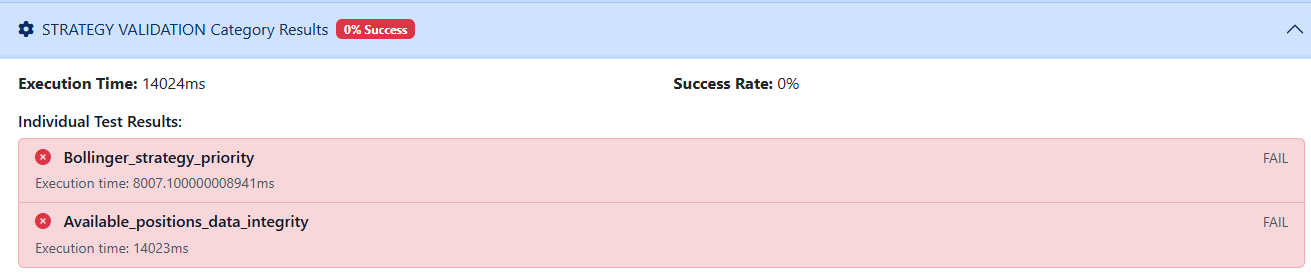 STRATEGY VALIDATION Category Results 0% Success
Execution Time: 14024ms Success Rate: 0%
Individual Test Results:
Bollinger_strategy_priority FAIL
Execution time: 8007.100000008941ms
Available_positions_data_integrity FAIL
Execution time: 14023ms